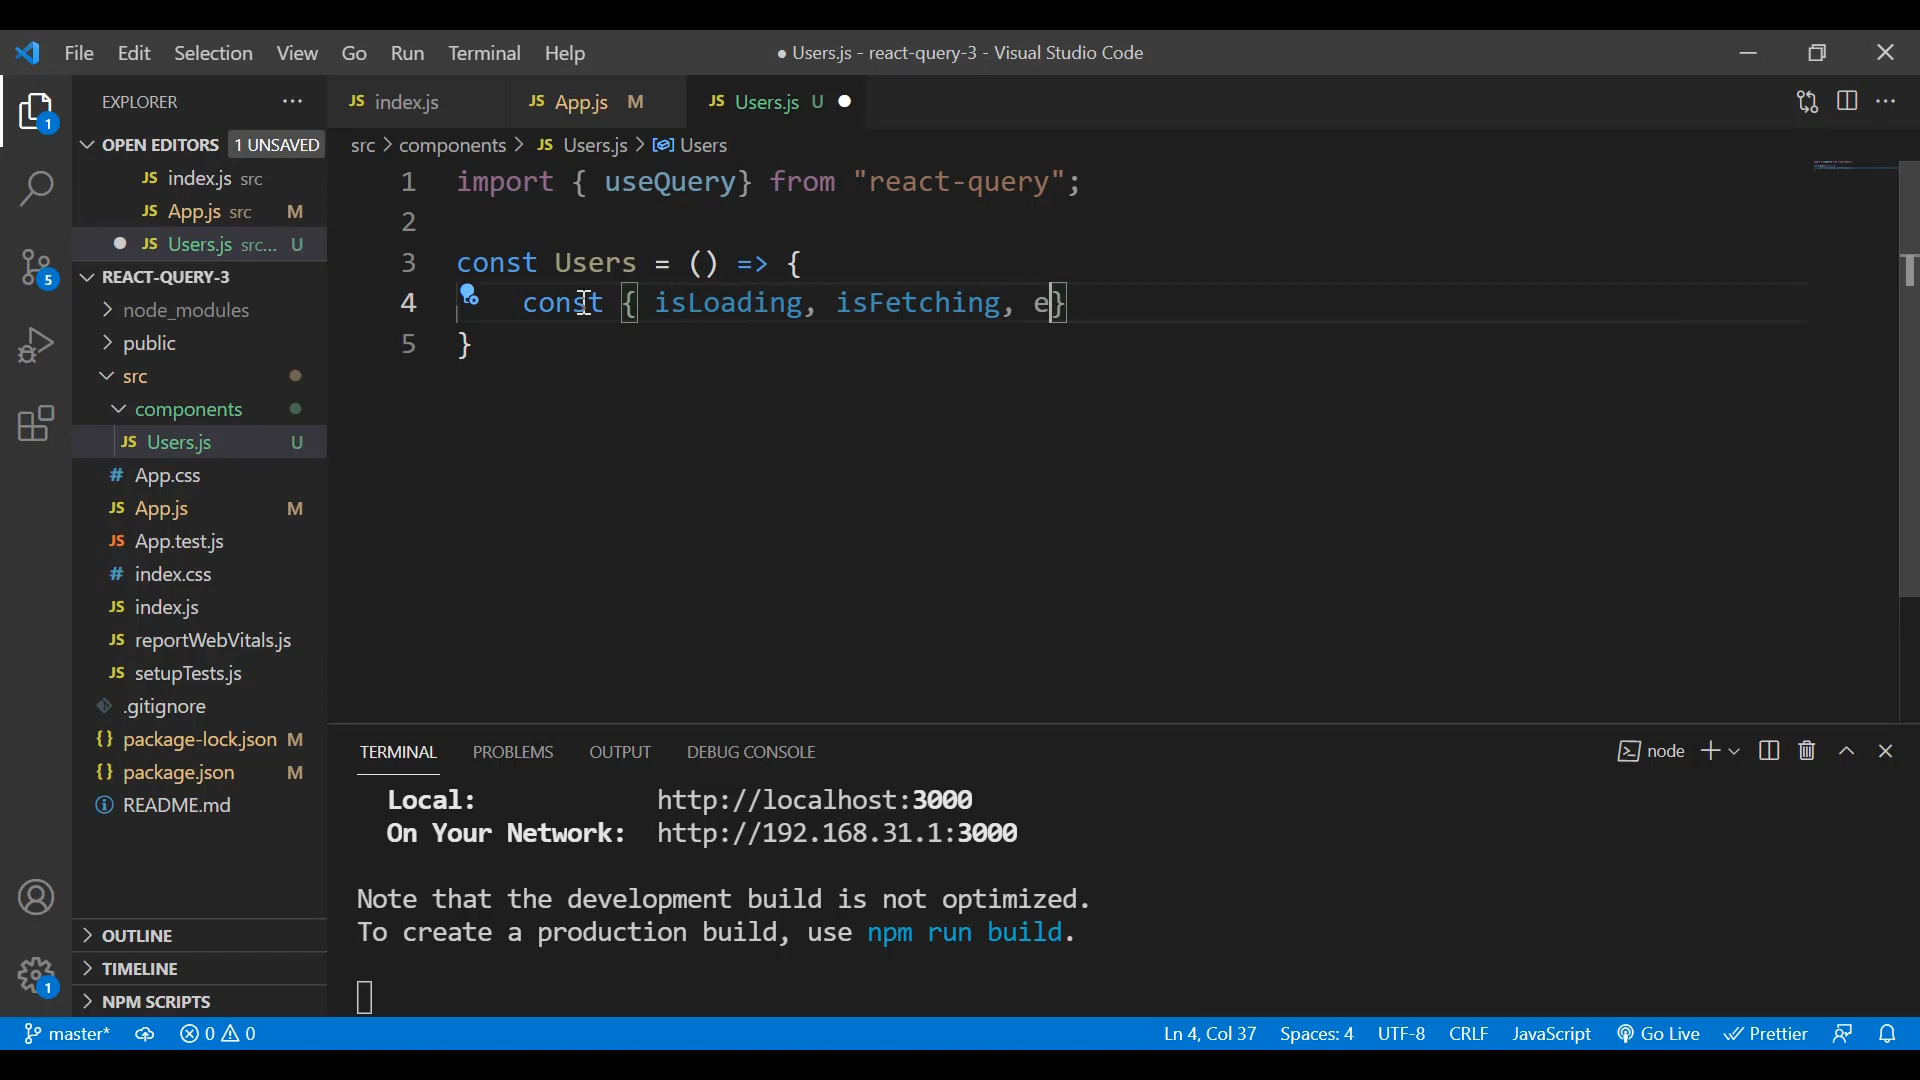 File Edit Selection View Go Run Terminal Help ● Users.js - react-query-3 - Visual Studio Code
EXPLORER ···
JS index.js JS App.js M JS Users.js U ●
OPEN EDITORS 1 UNSAVED
JS index.js src
JS App.js src M
● JS Users.js src... U
REACT-QUERY-3
node_modules
public
src
components
JS Users.js U
# App.css
JS App.js M
JS App.test.js
# index.css
JS index.js
JS reportWebVitals.js
JS setupTests.js
.gitignore
{} package-lock.json M
{} package.json M
README.md
OUTLINE
TIMELINE
NPM SCRIPTS
1
5
1
src > components > JS Users.js > Users
1 import { useQuery} from "react-query";
2
3 const Users = () => {
4 const { isLoading, isFetching, e}
5 }
TERMINAL PROBLEMS OUTPUT DEBUG CONSOLE node
Local: http://localhost:3000
On Your Network: http://192.168.31.1:3000
Note that the development build is not optimized.
To create a production build, use npm run build.
master* 0 0 Ln 4, Col 37 Spaces: 4 UTF-8 CRLF JavaScript Go Live Prettier